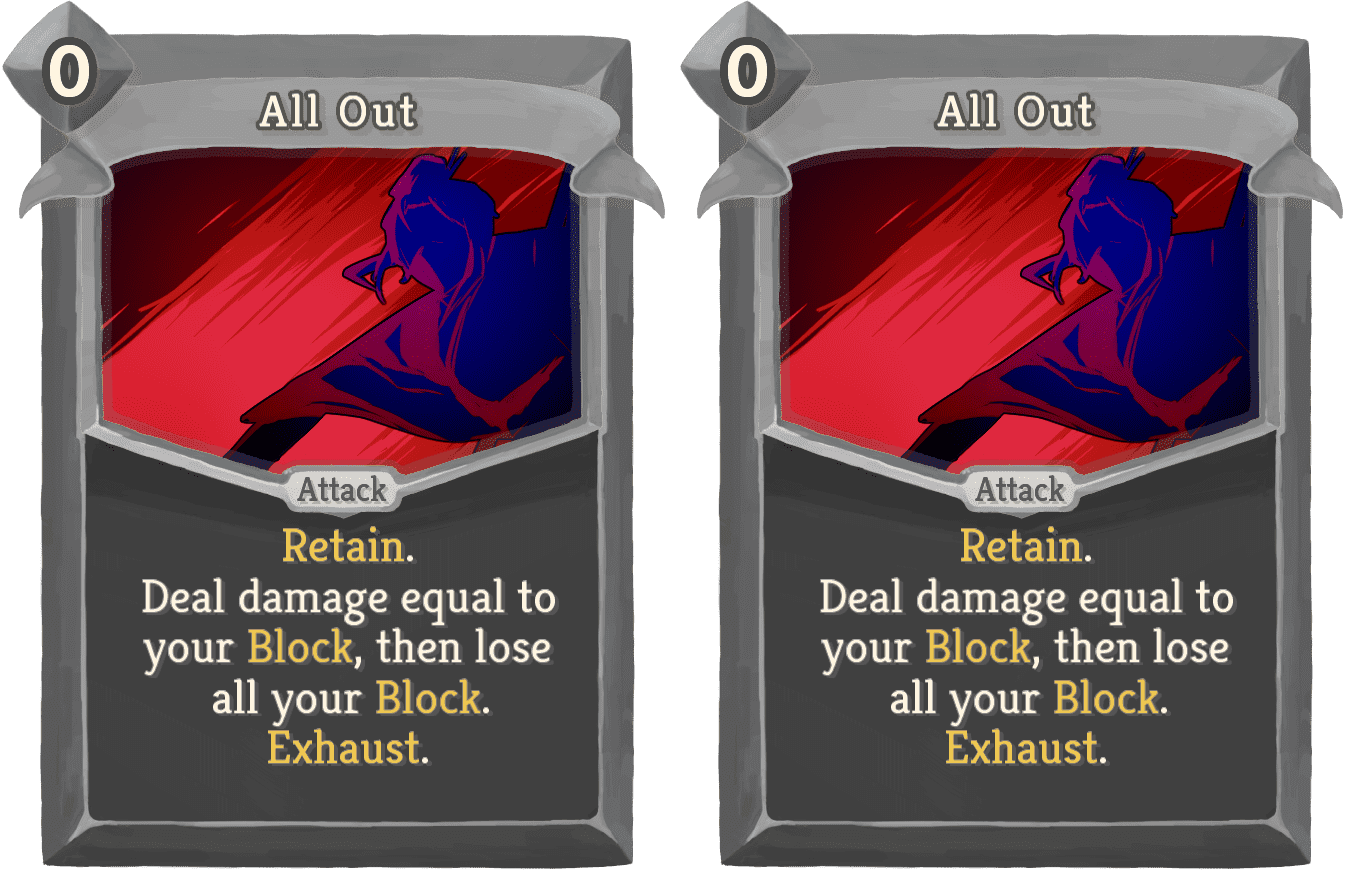 0
All Out
Attack
Retain.
Deal damage equal to
your Block, then lose
all your Block.
Exhaust.
0
All Out
Attack
Retain.
Deal damage equal to
your Block, then lose
all your Block.
Exhaust.